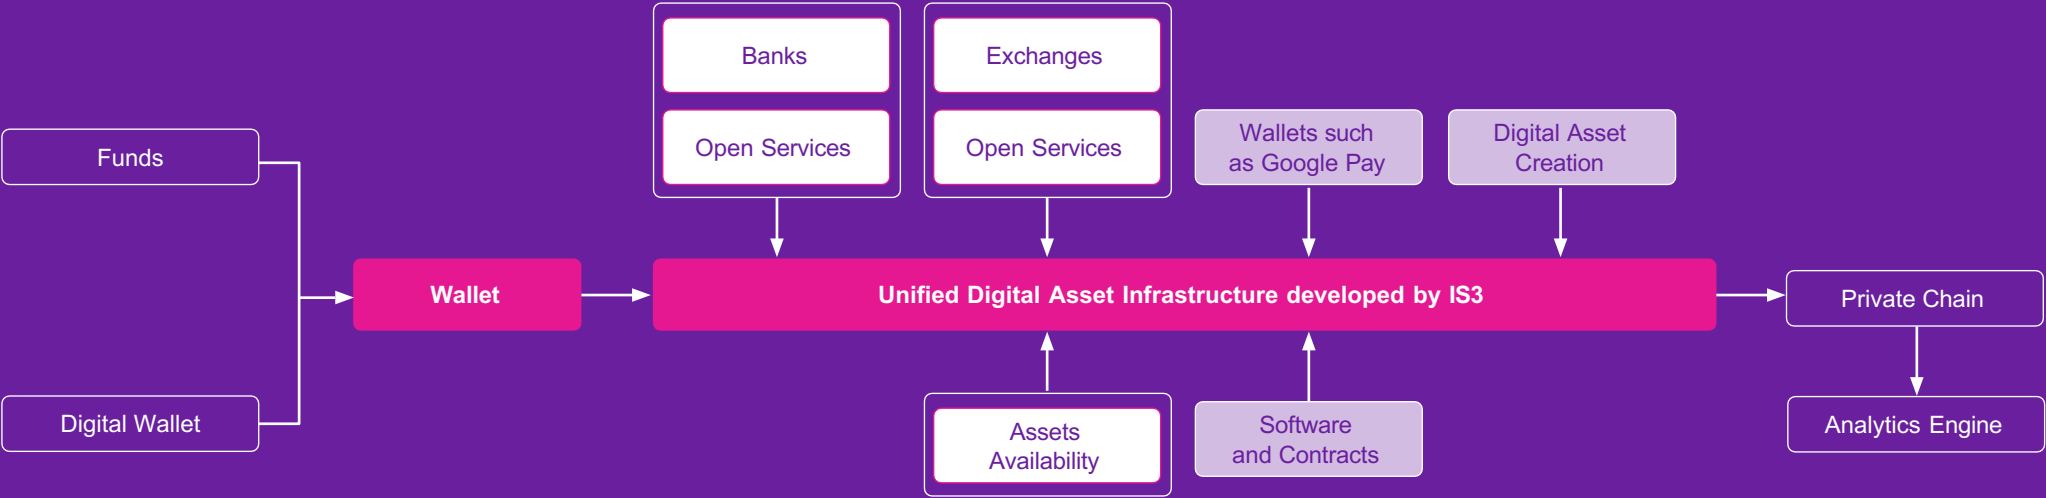 Banks
Open Services
Exchanges
Open Services
Wallets such
as Google Pay
Digital Asset
Creation
Funds
Wallet
Unified Digital Asset Infrastructure developed by IS3
Private Chain
Digital Wallet
Assets
Availability
Software
and Contracts
Analytics Engine